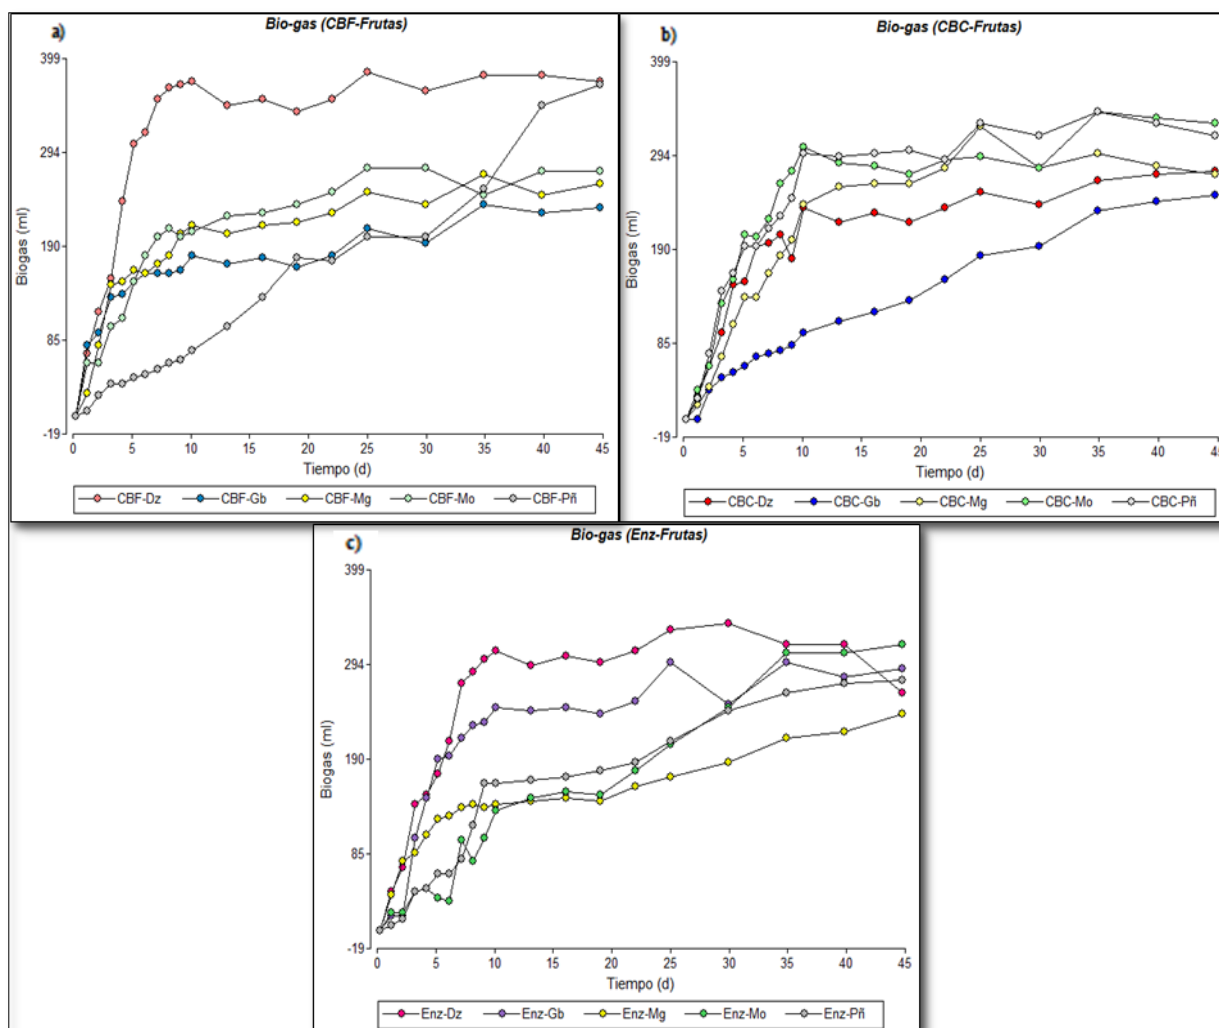 a)
Bio-gas (CBF-Frutas)
399
294
190
85
-19
Biogas (ml)
0 5 10 15 20 25 30 35 40 45
Tiempo (d)
CBF-Dz CBF-Gb CBF-Mg CBF-Mo CBF-Pñ
b)
Bio-gas (CBC-Frutas)
399
294
190
85
-19
Biogas (ml)
0 5 10 15 20 25 30 35 40 45
Tiempo (d)
CBC-Dz CBC-Gb CBC-Mg CBC-Mo CBC-Pñ
c)
Bio-gas (Enz-Frutas)
399
294
190
85
-19
Biogas (ml)
0 5 10 15 20 25 30 35 40 45
Tiempo (d)
Enz-Dz Enz-Gb Enz-Mg Enz-Mo Enz-Pñ